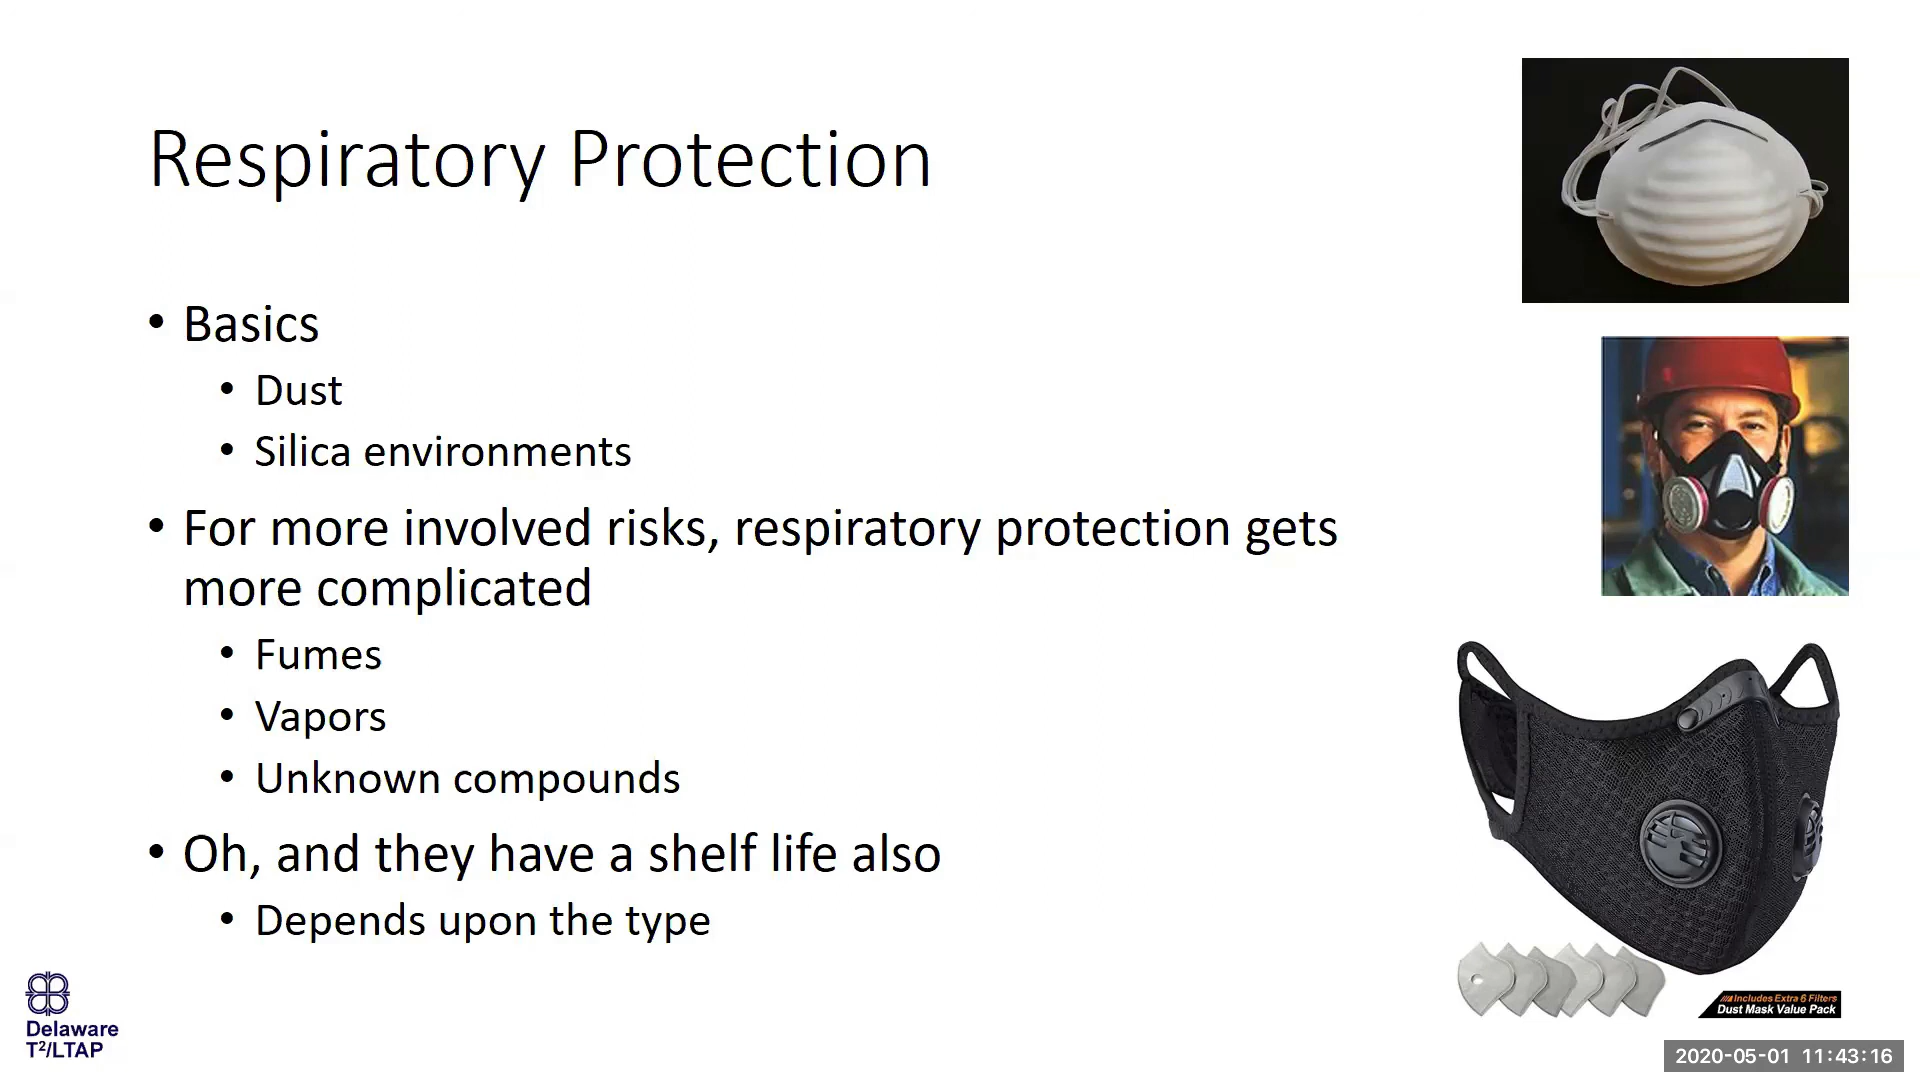 Respiratory Protection
• Basics
• Dust
• Silica environments
• For more involved risks, respiratory protection gets
more complicated
• Fumes
• Vapors
• Unknown compounds
• Oh, and they have a shelf life also
• Depends upon the type
Includes Extra 6 Filters
Dust Mask Value Pack
Delaware
T²/LTAP
2020-05-01 11:43:16